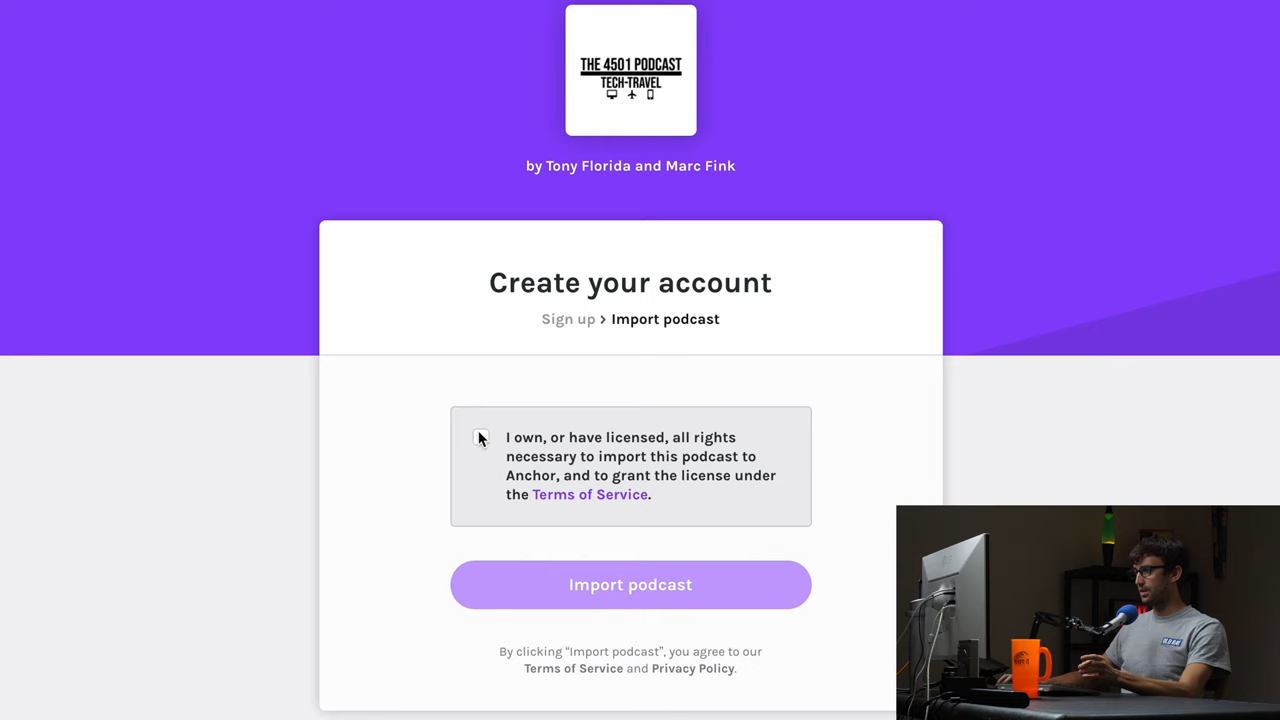 THE 4501 PODCAST
TECH-TRAVEL
by Tony Florida and Marc Fink
Create your account
Sign up > Import podcast
I own, or have licensed, all rights
necessary to import this podcast to
Anchor, and to grant the license under
the Terms of Service.
Import podcast
By clicking “Import podcast”, you agree to our
Terms of Service and Privacy Policy.